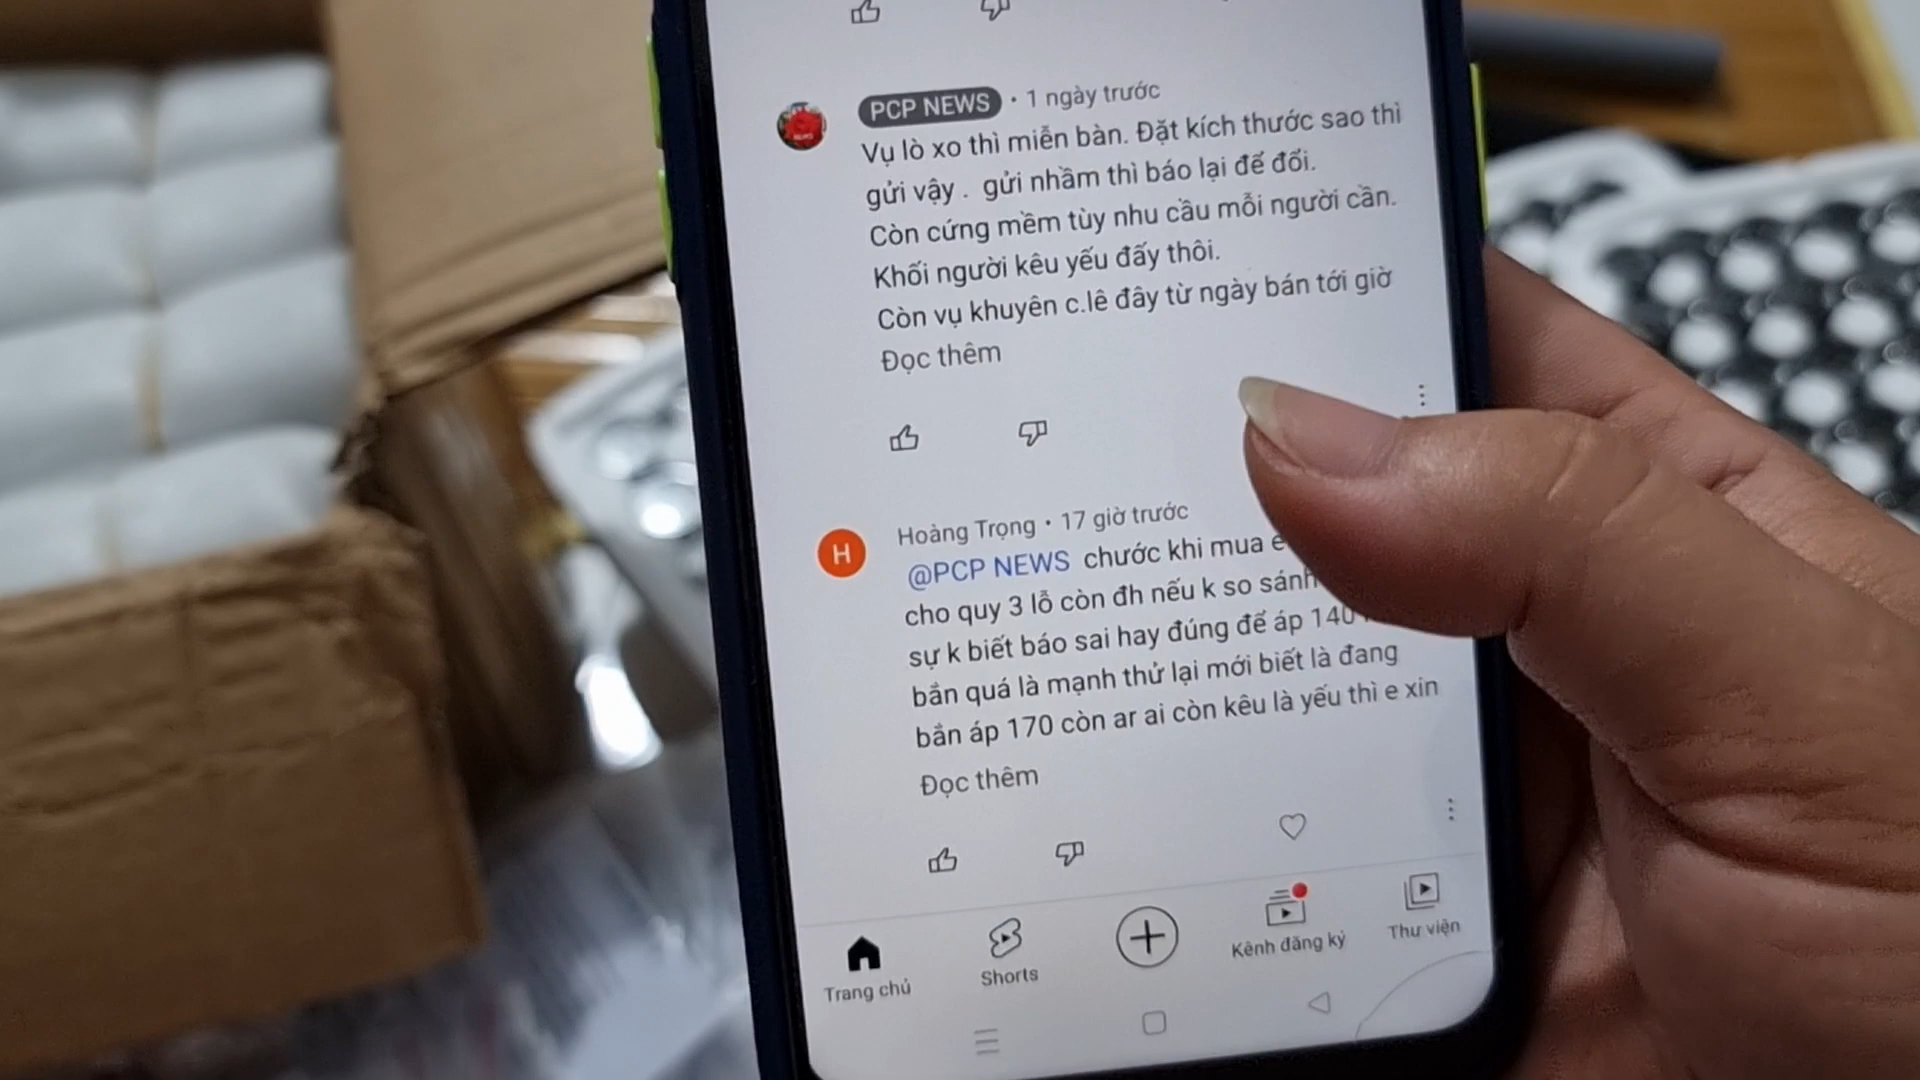 PCP NEWS · 1 ngày trước
Vụ lò xo thì miễn bàn. Đặt kích thước sao thì
gửi vậy . gửi nhầm thì báo lại để đổi.
Còn cứng mềm tùy nhu cầu mỗi người cần.
Khối người kêu yếu đấy thôi.
Còn vụ khuyên c.lê đây từ ngày bán tới giờ
Đọc thêm
H
Hoàng Trọng · 17 giờ trước
@PCP NEWS chước khi mua e
cho quy 3 lỗ còn đh nếu k so sánh
sự k biết báo sai hay đúng để áp 140
bắn quá là mạnh thử lại mới biết là đang
bắn áp 170 còn ar ai còn kêu là yếu thì e xin
Đọc thêm
Trang chủ
Shorts
Kênh đăng ký
Thư viện